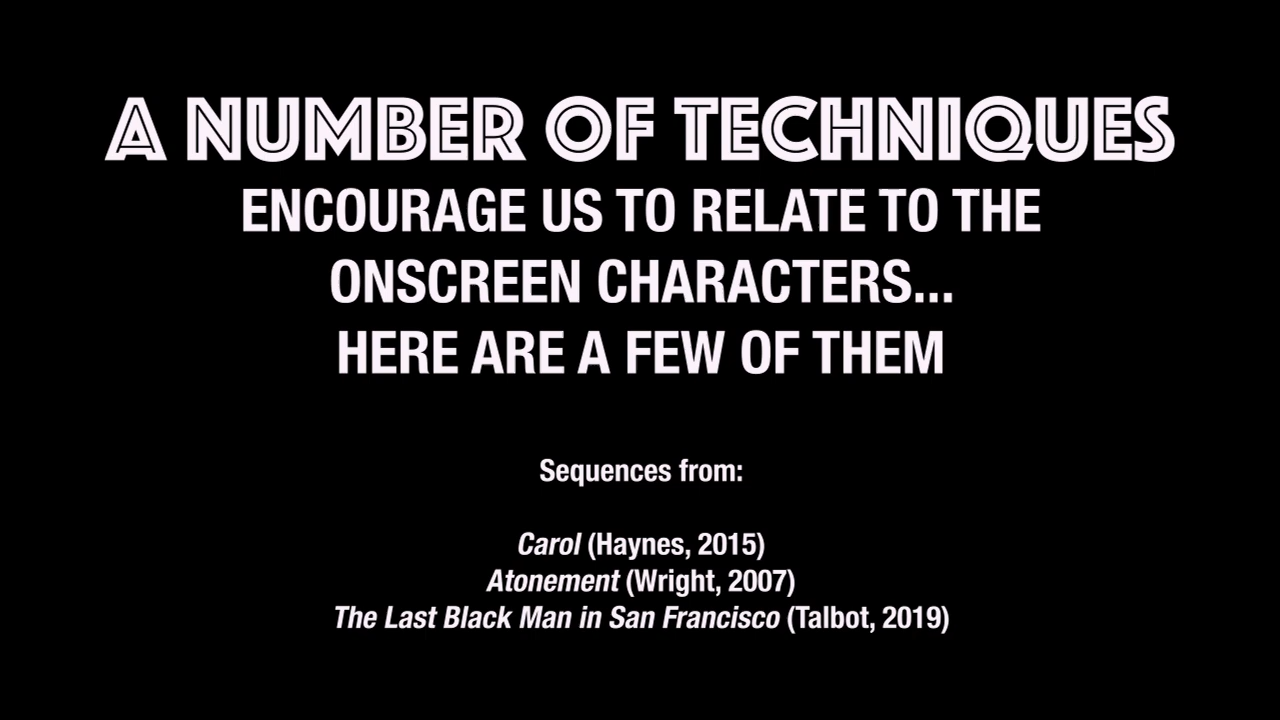 A NUMBER OF TECHNIQUES
ENCOURAGE US TO RELATE TO THE
ONSCREEN CHARACTERS...
HERE ARE A FEW OF THEM
Sequences from:
Carol (Haynes, 2015)
Atonement (Wright, 2007)
The Last Black Man in San Francisco (Talbot, 2019)